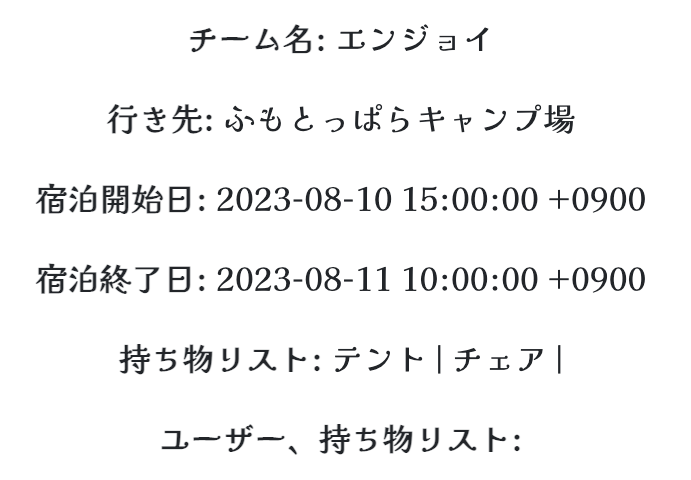 チーム名: エンジョイ
行き先: ふもとっぱらキャンプ場
宿泊開始日: 2023-08-10 15:00:00 +0900
宿泊終了日: 2023-08-11 10:00:00 +0900
持ち物リスト: テント | チェア |
ユーザー、持ち物リスト: